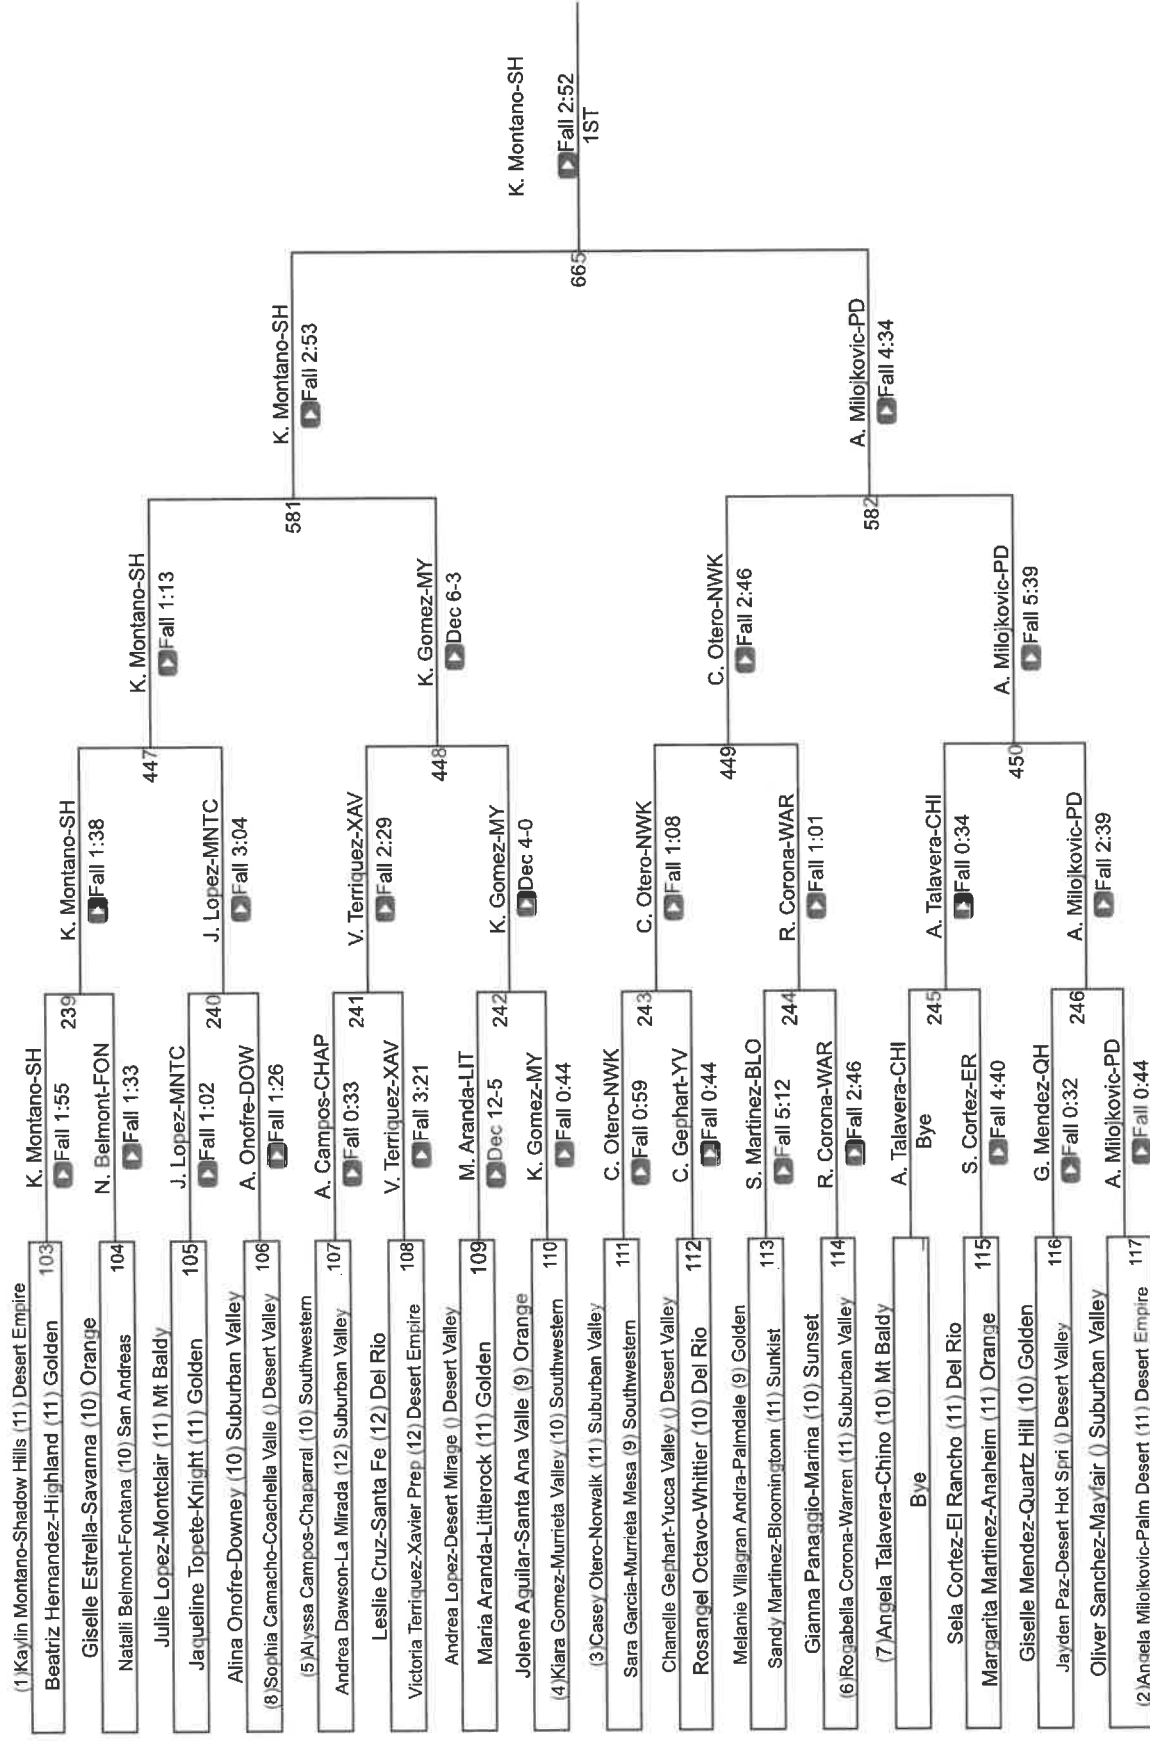 (1)Kaylin Montano-Shadow Hills (11) Desert Empire
103
Beatriz Hernandez-Highland (11) Golden
Giselle Estrella-Savanna (10) Orange
104
Natalli Belmont-Fontana (10) San Andreas
Julie Lopez-Montclair (11) Mt Baldy
105
Jaqueline Topete-Knight (11) Golden
Alina Onofre-Downey (10) Suburban Valley
106
(8)Sophia Camacho-Coachella Valle () Desert Valley
(5)Alyssa Campos-Chaparral (10) Southwestern
107
Andrea Dawson-La Mirada (12) Suburban Valley
Leslie Cruz-Santa Fe (12) Del Rio
108
Victoria Terriquez-Xavier Prep (12) Desert Empire
Andrea Lopez-Desert Mirage () Desert Valley
109
Maria Aranda-Littlerock (11) Golden
Jolene Aguilar-Santa Ana Valle (9) Orange
110
(4)Kiara Gomez-Murrieta Valley (10) Southwestern
(3)Casey Otero-Norwalk (11) Suburban Valley
111
Sara Garcia-Murrieta Mesa (9) Southwestern
Chanelle Gephart-Yucca Valley () Desert Valley
112
Rosangel Octavo-Whittier (10) Del Rio
Melanie Villagran Andra-Palmdale (9) Golden
113
Sandy Martinez-Bloomingtonn (11) Sunkist
Gianna Panaggio-Marina (10) Sunset
114
(6)Rogabella Corona-Warren (11) Suburban Valley
(7)Angela Talavera-Chino (10) Mt Baldy
Bye
Sela Cortez-El Rancho (11) Del Rio
115
Margarita Martinez-Anaheim (11) Orange
Giselle Mendez-Quartz Hill (10) Golden
116
Jayden Paz-Desert Hot Spri () Desert Valley
Oliver Sanchez-Mayfair () Suburban Valley
117
(2)Angela Milojkovic-Palm Desert (11) Desert Empire
K. Montano-SH
Fall 1:55
239
N. Belmont-FON
Fall 1:33
J. Lopez-MNTC
Fall 1:02
240
A. Onofre-DOW
Fall 1:26
A. Campos-CHAP
Fall 0:33
241
V. Terriquez-XAV
Fall 3:21
M. Aranda-LIT
Dec 12-5
242
K. Gomez-MY
Fall 0:44
C. Otero-NWK
Fall 0:59
243
C. Gephart-YV
Fall 0:44
S. Martinez-BLO
Fall 5:12
244
R. Corona-WAR
Fall 2:46
A. Talavera-CHI
Bye
245
S. Cortez-ER
Fall 4:40
G. Mendez-QH
Fall 0:32
246
A. Milojkovic-PD
Fall 0:44
K. Montano-SH
Fall 1:38
447
J. Lopez-MNTC
Fall 3:04
V. Terriquez-XAV
Fall 2:29
448
K. Gomez-MY
Dec 4-0
C. Otero-NWK
Fall 1:08
449
R. Corona-WAR
Fall 1:01
A. Talavera-CHI
Fall 0:34
450
A. Milojkovic-PD
Fall 2:39
K. Montano-SH
Fall 1:13
581
K. Gomez-MY
Dec 6-3
C. Otero-NWK
Fall 2:46
582
A. Milojkovic-PD
Fall 5:39
K. Montano-SH
Fall 2:53
665
A. Milojkovic-PD
Fall 4:34
K. Montano-SH
Fall 2:52
1ST